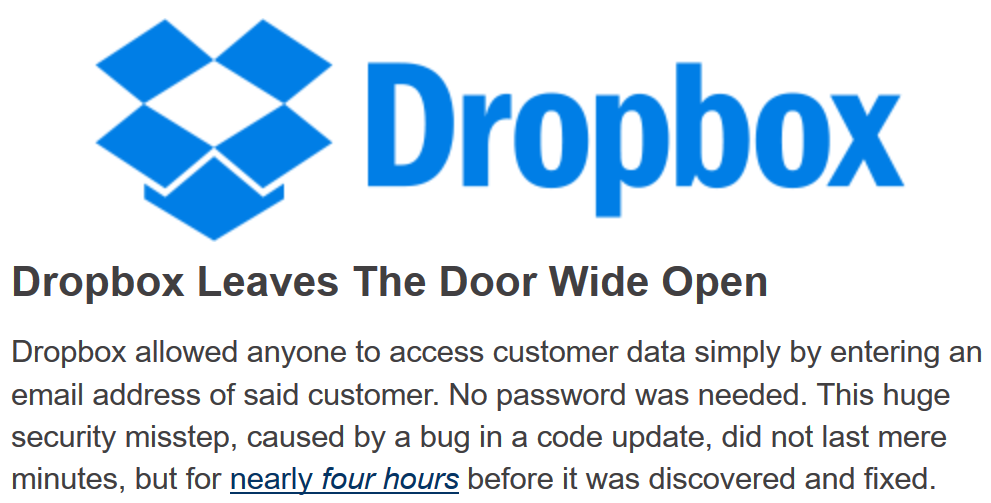 Dropbox
Dropbox Leaves The Door Wide Open
Dropbox allowed anyone to access customer data simply by entering an
email address of said customer. No password was needed. This huge
security misstep, caused by a bug in a code update, did not last mere
minutes, but for nearly four hours before it was discovered and fixed.